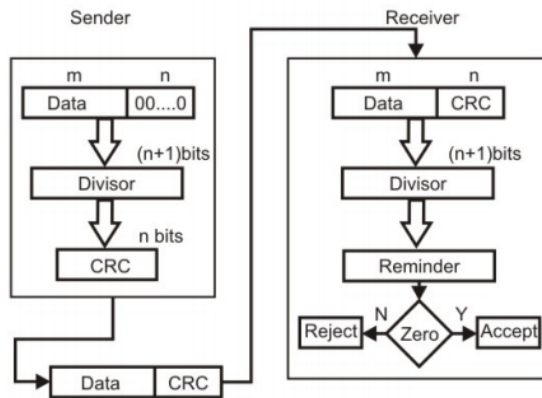 Sender
m n
Data 00....0
(n+1)bits
Divisor
n bits
CRC
Data CRC
Receiver
m n
Data CRC
(n+1)bits
Divisor
Reminder
N Y
Reject Zero Accept